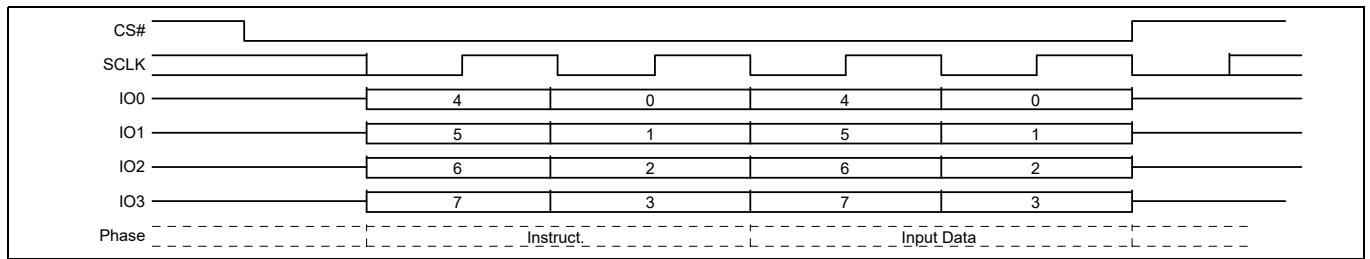 CS#
SCLK
IO0 4 0 4 0
IO1 5 1 5 1
IO2 6 2 6 2
IO3 7 3 7 3
Phase Instruct. Input Data